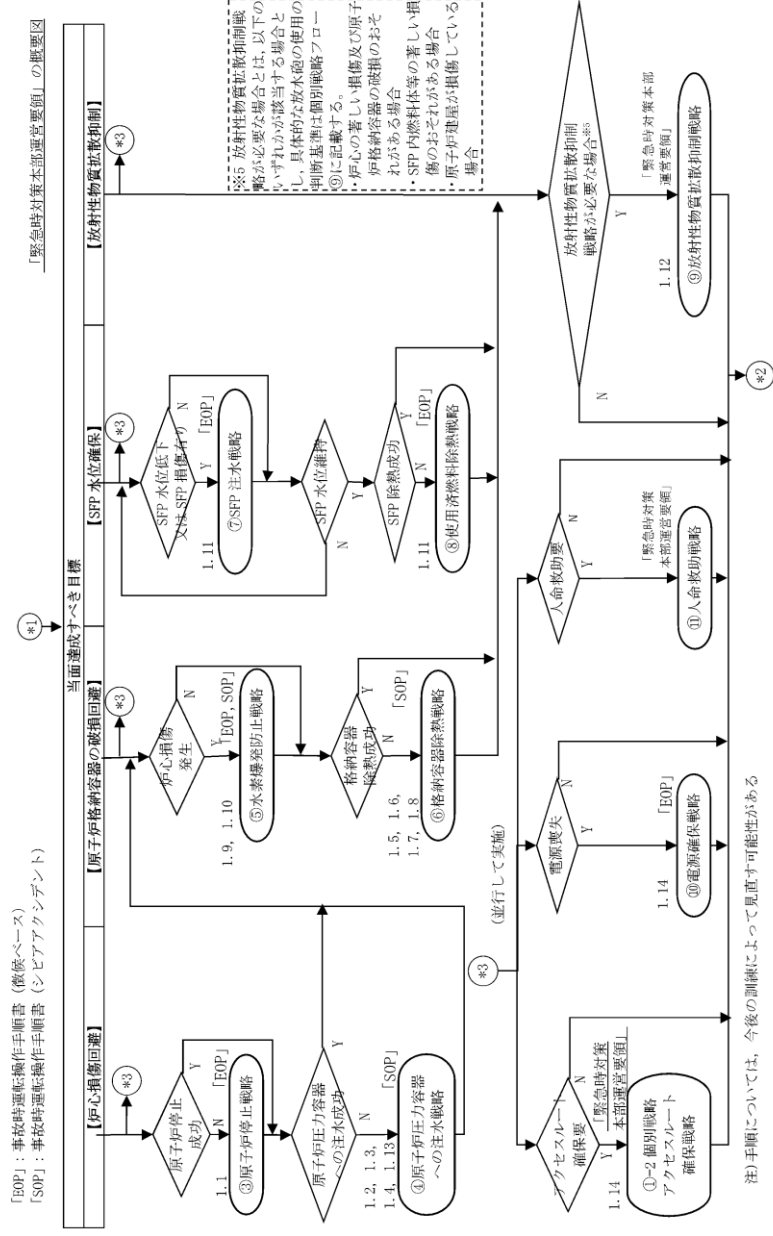 「緊急時対策本部運営要領」の概要図
「EOP」：事故時運転操作手順書（徴候ベース）
「SOP」：事故時運転操作手順書（シビアアクシデント）
*1
当面達成すべき目標
【炉心損傷回避】
【原子炉格納容器の破損回避】
【SFP 水位確保】
【放射性物質拡散抑制】
*3
原子炉停止
成功
Y
N
1.1
「EOP」
③原子炉停止戦略
原子炉圧力容器
への注水成功
Y
N
1.2, 1.3,
1.4, 1.13
「SOP」
④原子炉圧力容器
への注水戦略
*3
炉心損傷
発生
N
Y
1.9, 1.10
「EOP, SOP」
⑤水素爆発防止戦略
格納容器
除熱成功
Y
N
1.5, 1.6,
1.7, 1.8
「SOP」
⑥格納容器除熱戦略
*3
SFP 水位低下
又は SFP 損傷有り
N
Y
1.11
「EOP」
⑦SFP 注水戦略
SFP 水位維持
N
Y
SFP 除熱成功
Y
N
1.11
「EOP」
⑧使用済燃料除熱戦略
*3
※5 放射性物質拡散抑制戦
略が必要な場合とは，以下の
いずれかが該当する場合と
し，具体的な放水砲の使用の
判断基準は個別戦略フロー
⑨に記載する。
・炉心の著しい損傷及び原子
炉格納容器の破損のおそ
れがある場合
・SFP 内燃料体等の著しい損
傷のおそれがある場合
・原子炉建屋が損傷している
場合
(並行して実施)
*3
アクセスルート
確保要
N
Y
1.14
「緊急時対策
本部運営要領」
①-2 個別戦略
アクセスルート
確保戦略
電源喪失
N
Y
1.14
「EOP」
⑩電源確保戦略
人命救助要
N
Y
「緊急時対策
本部運営要領」
⑪人命救助戦略
放射性物質拡散抑制
戦略が必要な場合※5
N
Y
1.12
「緊急時対策本部
運営要領」
⑨放射性物質拡散抑制戦略
*2
注）手順については，今後の訓練によって見直す可能性がある